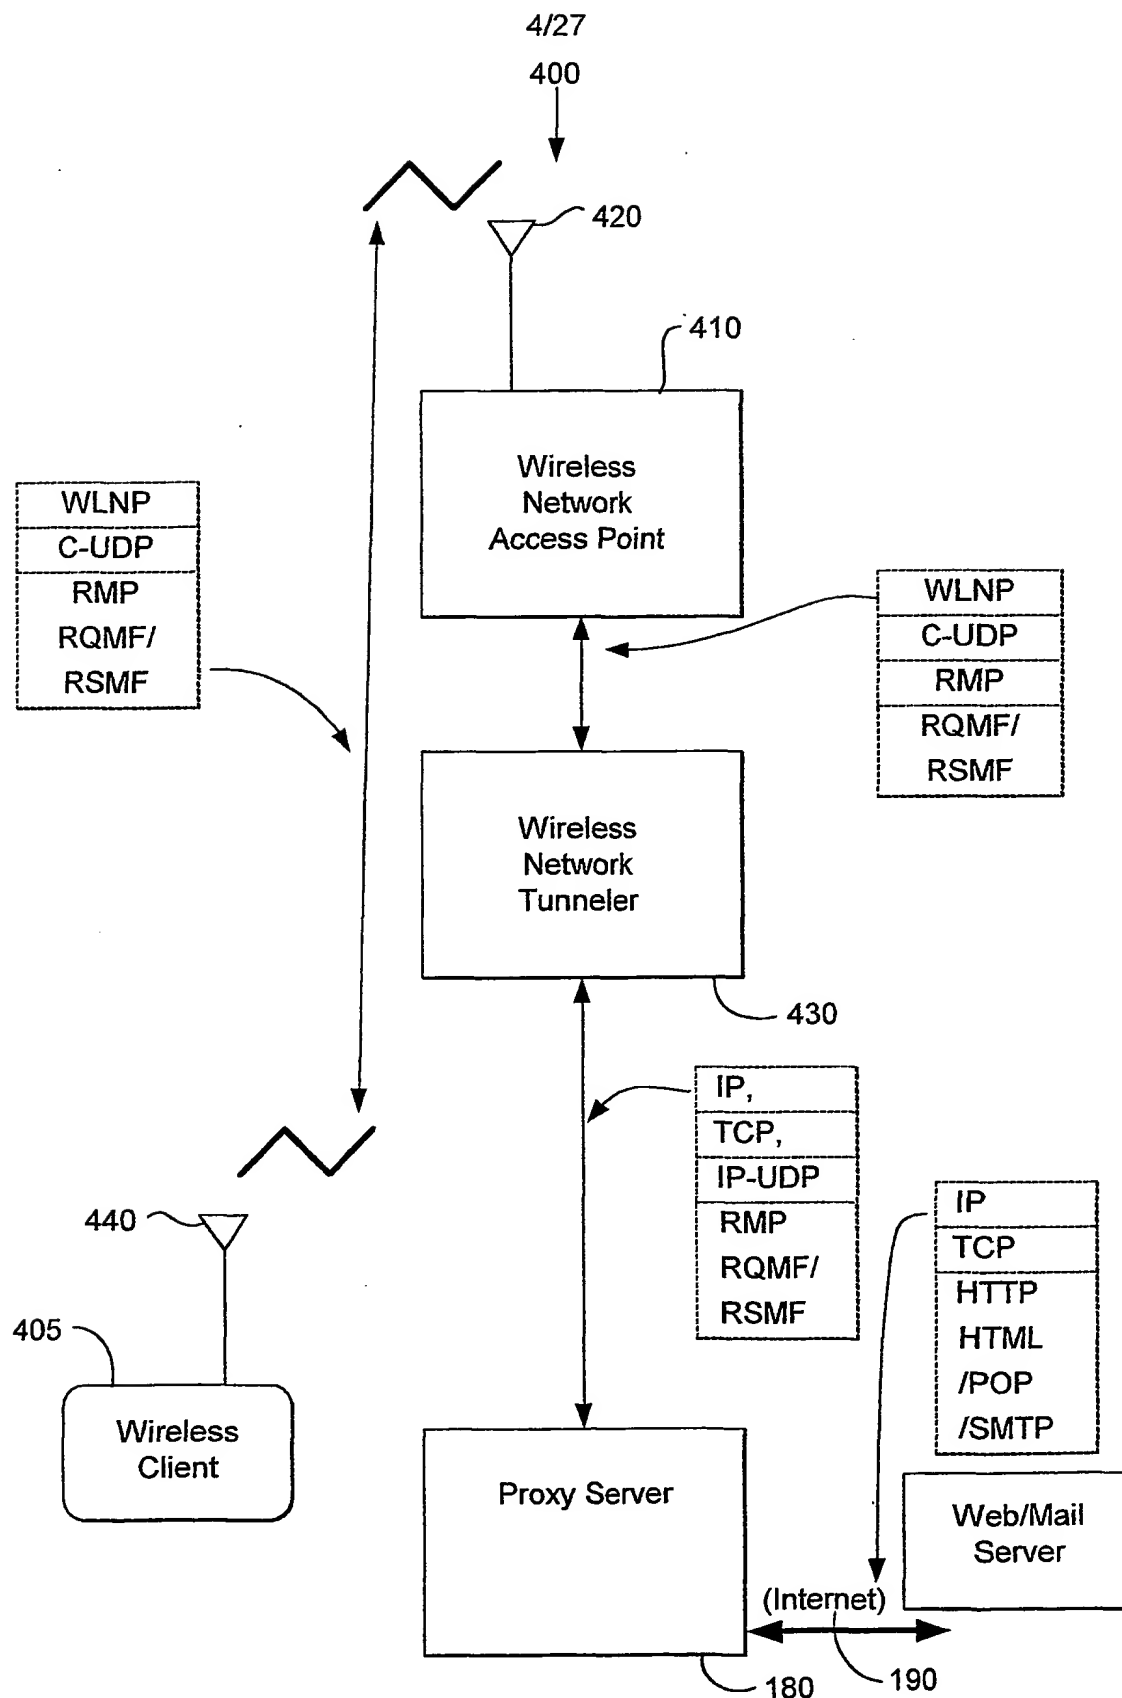 4/27
400
420
410
Wireless
Network
Access Point
WLNP
C-UDP
RMP
RQMF/
RSMF
WLNP
C-UDP
RMP
RQMF/
RSMF
Wireless
Network
Tunneler
430
IP,
TCP,
IP-UDP
RMP
RQMF/
RSMF
IP
TCP
HTTP
HTML
/POP
/SMTP
440
405
Wireless
Client
Proxy Server
Web/Mail
Server
(Internet)
180
190